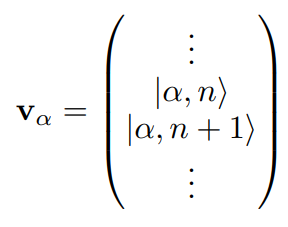 ⋮
|α, n⟩
v_α = 
|α, n + 1⟩
⋮